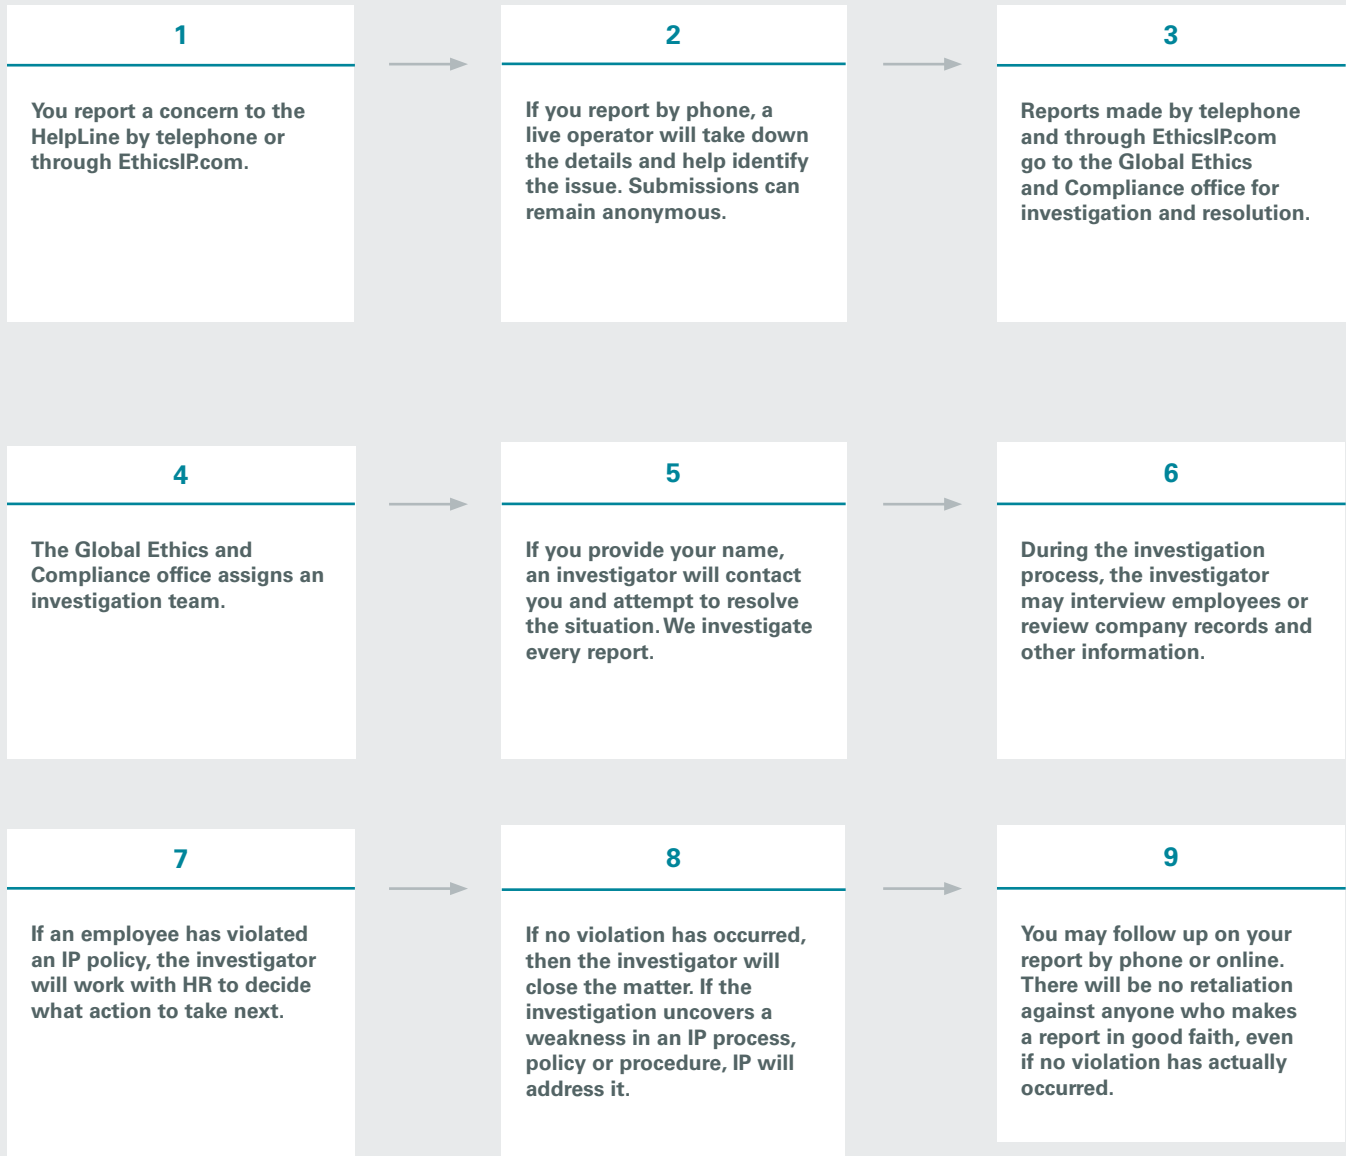 1
You report a concern to the
HelpLine by telephone or
through EthicsIP.com.
2
If you report by phone, a
live operator will take down
the details and help identify
the issue. Submissions can
remain anonymous.
3
Reports made by telephone
and through EthicsIP.com
go to the Global Ethics
and Compliance office for
investigation and resolution.
4
The Global Ethics and
Compliance office assigns an
investigation team.
5
If you provide your name,
an investigator will contact
you and attempt to resolve
the situation. We investigate
every report.
6
During the investigation
process, the investigator
may interview employees or
review company records and
other information.
7
If an employee has violated
an IP policy, the investigator
will work with HR to decide
what action to take next.
8
If no violation has occurred,
then the investigator will
close the matter. If the
investigation uncovers a
weakness in an IP process,
policy or procedure, IP will
address it.
9
You may follow up on your
report by phone or online.
There will be no retaliation
against anyone who makes
a report in good faith, even
if no violation has actually
occurred.